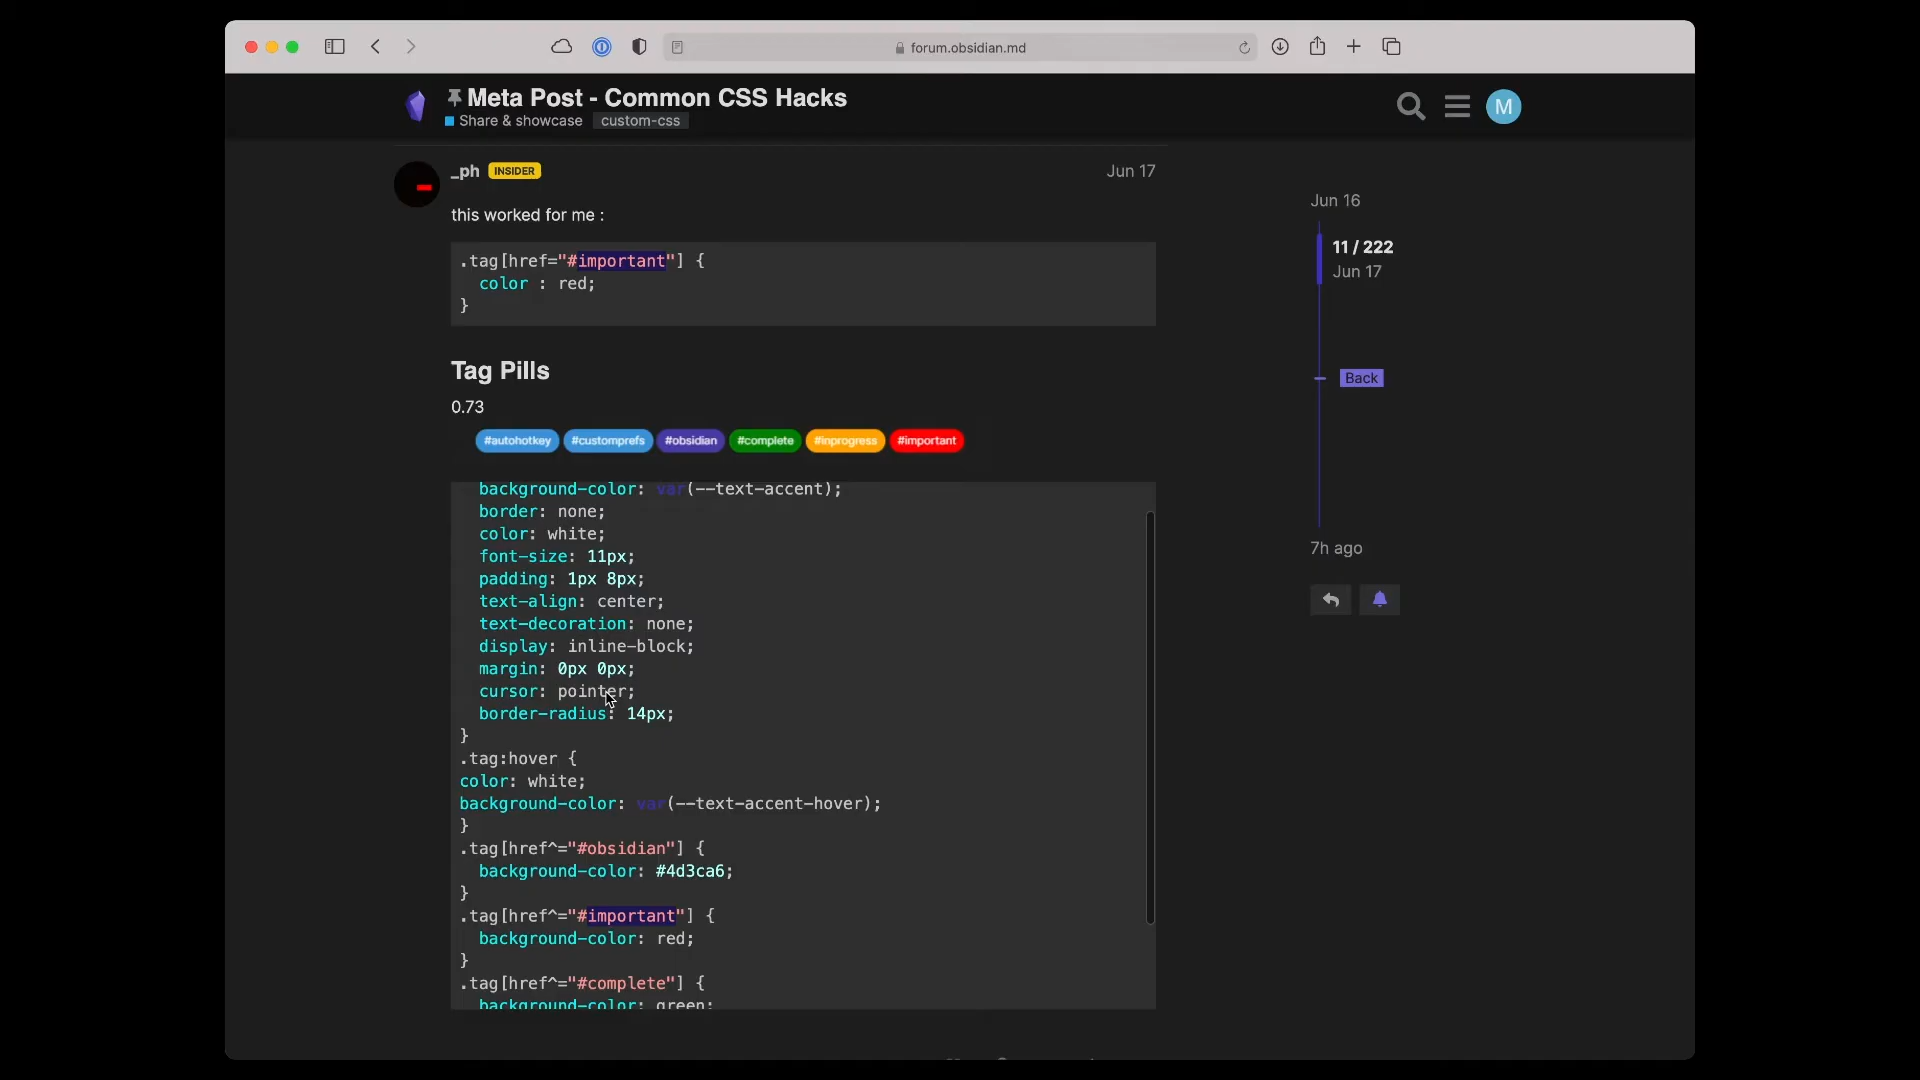 forum.obsidian.md
Meta Post - Common CSS Hacks
Share & showcase custom-css
M
_ph INSIDER Jun 17
this worked for me :
.tag[href="#important"] {
color : red;
}
Tag Pills
0.73
#autohotkey #customprefs #obsidian #complete #inprogress #important
background-color: var(--text-accent);
border: none;
color: white;
font-size: 11px;
padding: 1px 8px;
text-align: center;
text-decoration: none;
display: inline-block;
margin: 0px 0px;
cursor: pointer;
border-radius: 14px;
}
.tag:hover {
color: white;
background-color: var(--text-accent-hover);
}
.tag[href^="#obsidian"] {
background-color: #4d3ca6;
}
.tag[href^="#important"] {
background-color: red;
}
.tag[href^="#complete"] {
background-color: green;
Jun 16
11 / 222
Jun 17
Back
7h ago